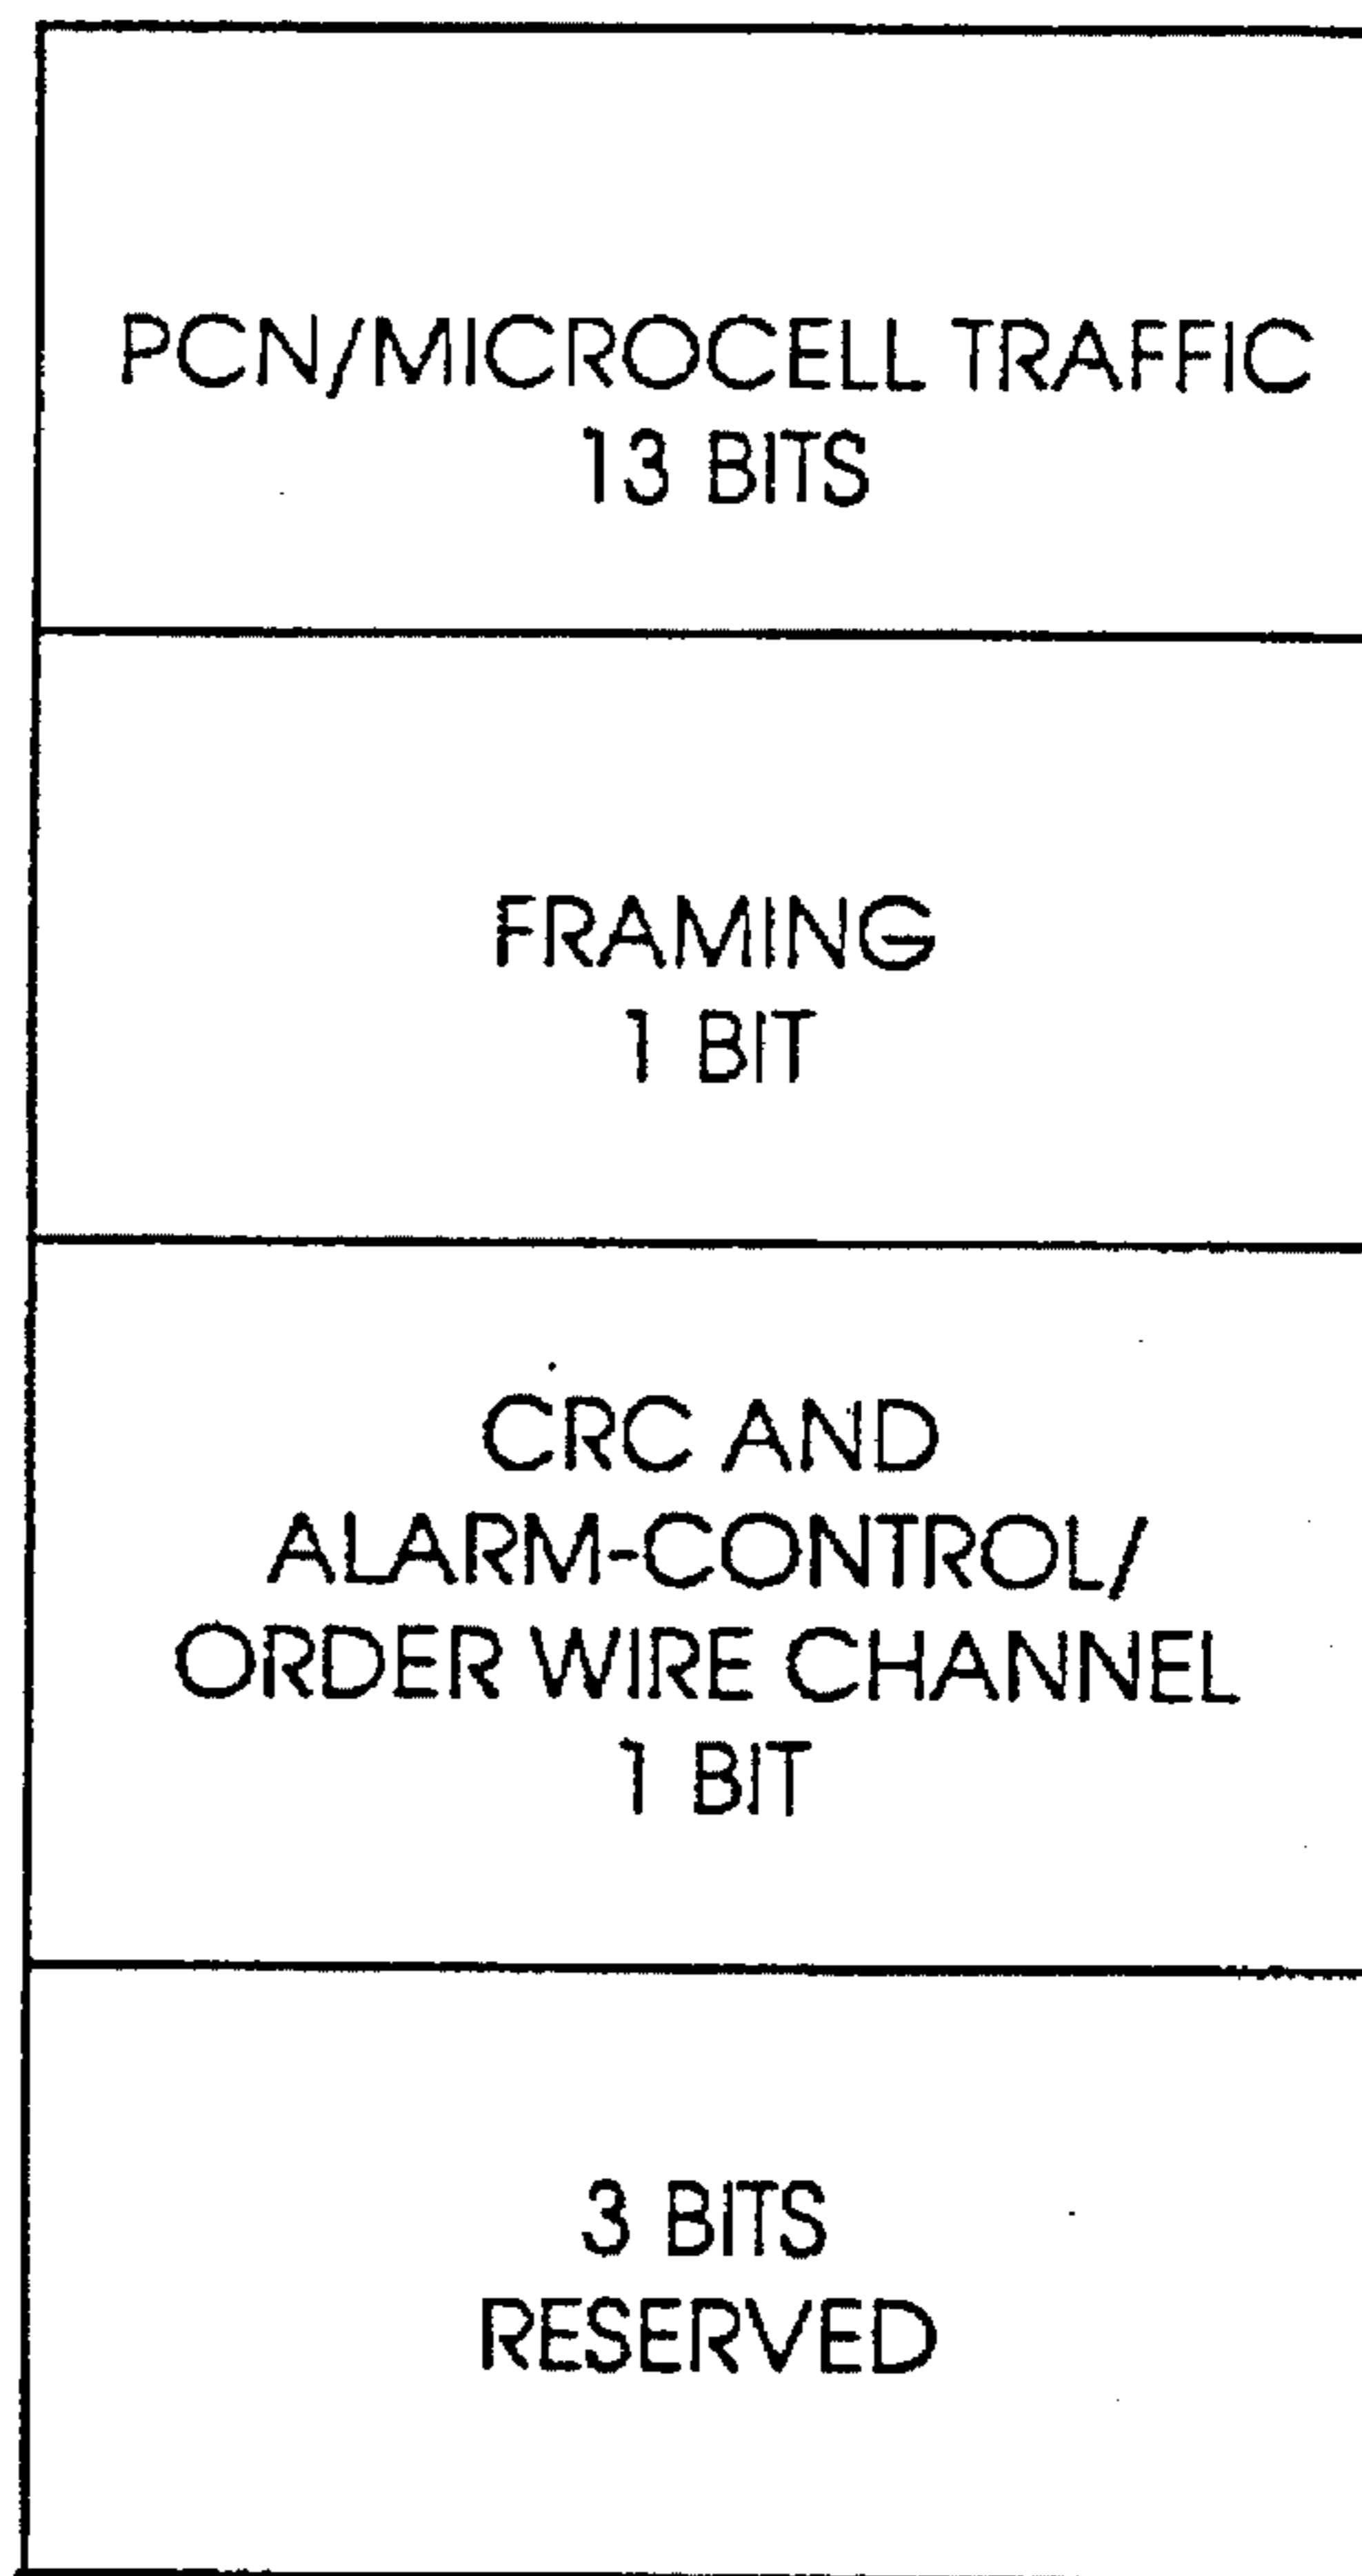 PCN/MICROCELL TRAFFIC
13 BITS
FRAMING
1 BIT
CRC AND
ALARM-CONTROL/
ORDER WIRE CHANNEL
1 BIT
3 BITS
RESERVED